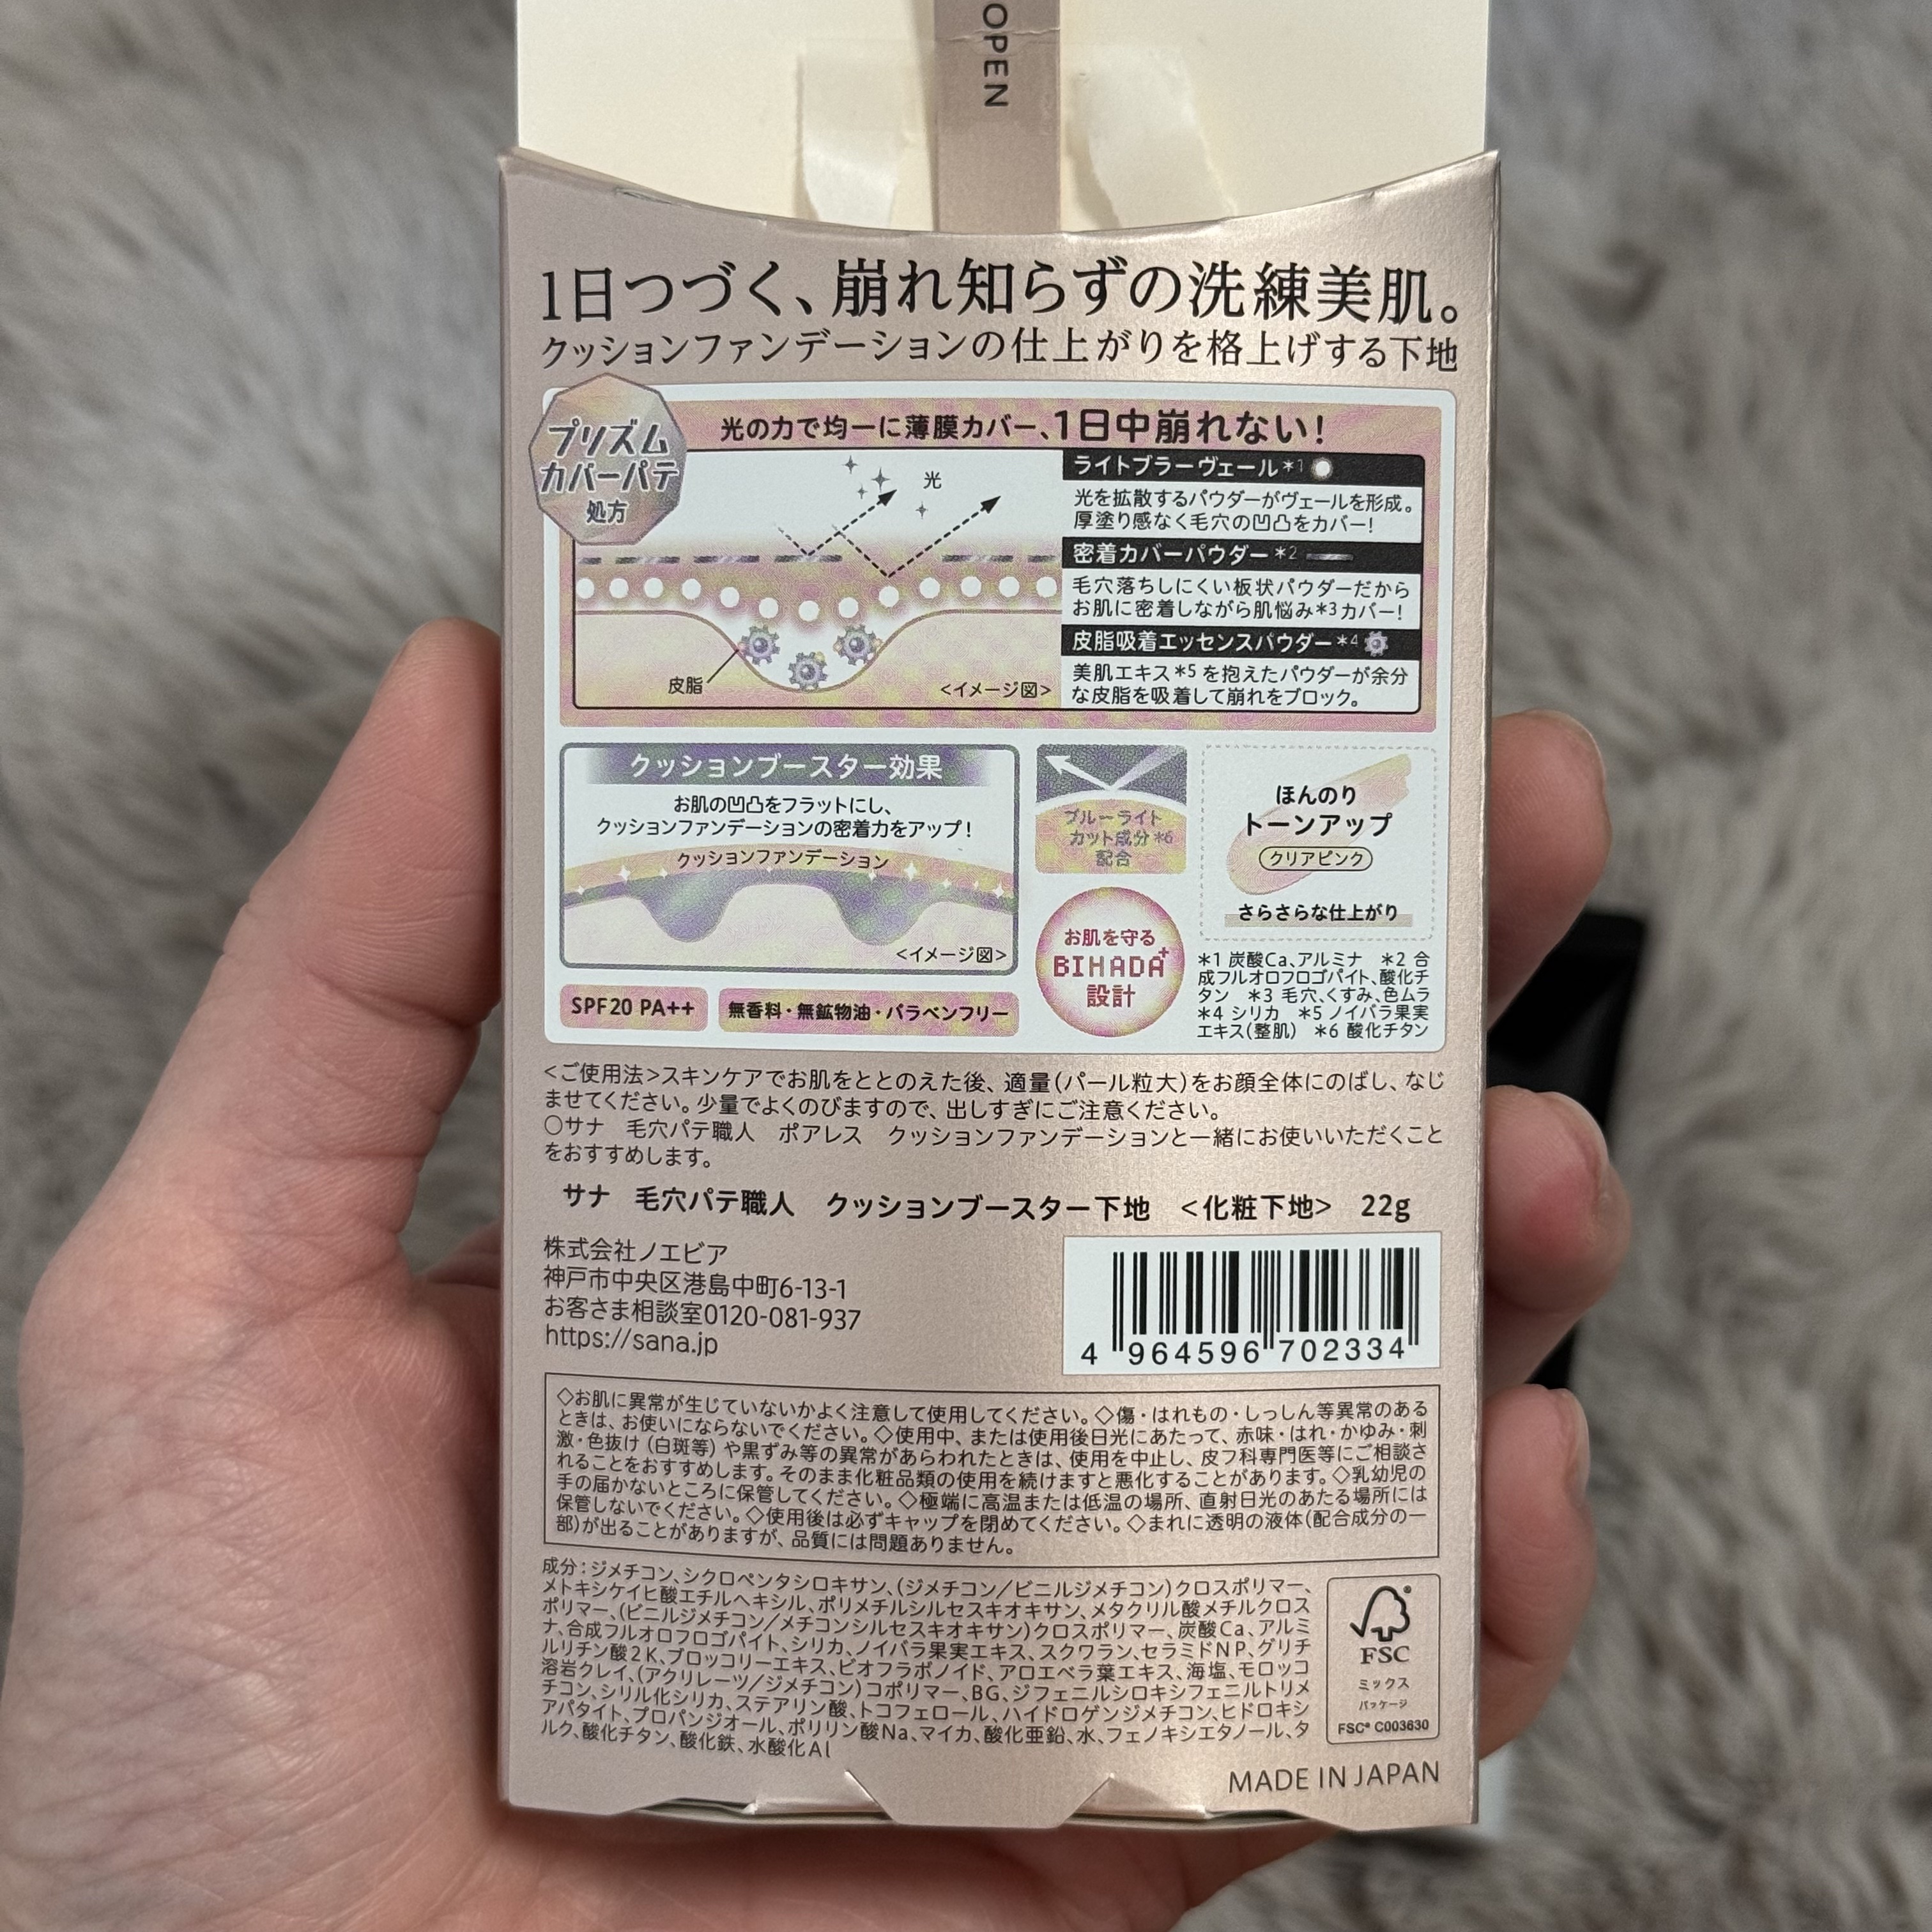 OPEN
1日つづく、崩れ知らずの洗練美肌。
クッションファンデーションの仕上がりを格上げする下地
プリズム
カバーパテ
処方
光の力で均一に薄膜カバー、1日中崩れない!
光
皮脂
<イメージ図>
ライトブラーヴェール*1
光を拡散するパウダーがヴェールを形成。
厚塗り感なく毛穴の凹凸をカバー!
密着カバーパウダー*2
毛穴落ちしにくい板状パウダーだから
お肌に密着しながら肌悩み*3カバー!
皮脂吸着エッセンスパウダー*4
美肌エキス*5を抱えたパウダーが余分
な皮脂を吸着して崩れをブロック。
クッションブースター効果
お肌の凹凸をフラットにし、
クッションファンデーションの密着力をアップ!
クッションファンデーション
<イメージ図>
ブルーライト
カット成分*6
配合
お肌を守る
BIHADA+
設計
ほんのり
トーンアップ
クリアピンク
さらさらな仕上がり
SPF20 PA++
無香料・無鉱物油・パラベンフリー
*1 炭酸Ca、アルミナ *2 合
成フルオロフロゴパイト、酸化チ
タン *3 毛穴、くすみ、色ムラ
*4 シリカ *5 ノイバラ果実
エキス(整肌) *6 酸化チタン
<ご使用法>スキンケアでお肌をととのえた後、適量(パール粒大)をお顔全体にのばし、なじ
ませてください。少量でよくのびますので、出しすぎにご注意ください。
○サナ 毛穴パテ職人 ポアレス クッションファンデーションと一緒にお使いいただくこと
をおすすめします。
サナ 毛穴パテ職人 クッションブースター下地 <化粧下地> 22g
株式会社ノエビア
神戸市中央区港島中町6-13-1
お客さま相談室0120-081-937
https://sana.jp
4 964596 702334
◇お肌に異常が生じていないかよく注意して使用してください。◇傷・はれもの・しっしん等異常のある
ときは、お使いにならないでください。◇使用中、または使用後日光にあたって、赤味・はれ・かゆみ・刺
激・色抜け(白斑等)や黒ずみ等の異常があらわれたときは、使用を中止し、皮フ科専門医等にご相談さ
れることをおすすめします。そのまま化粧品類の使用を続けますと悪化することがあります。◇乳幼児の
手の届かないところに保管してください。◇極端に高温または低温の場所、直射日光のあたる場所には
保管しないでください。◇使用後は必ずキャップを閉めてください。◇まれに透明の液体(配合成分の一
部)が出ることがありますが、品質には問題ありません。
成分:ジメチコン、シクロペンタシロキサン、(ジメチコン/ビニルジメチコン)クロスポリマー、
メトキシケイヒ酸エチルヘキシル、ポリメチルシルセスキオキサン、メタクリル酸メチルクロス
ポリマー、(ビニルジメチコン/メチコンシルセスキオキサン)クロスポリマー、炭酸Ca、アルミ
ナ、合成フルオロフロゴパイト、シリカ、ノイバラ果実エキス、スクワラン、セラミドNP、グリチ
ルリチン酸2K、ブロッコリーエキス、ビオフラボノイド、アロエベラ葉エキス、海塩、モロッコ
溶岩クレイ、(アクリレーツ/ジメチコン)コポリマー、BG、ジフェニルシロキシフェニルトリメ
チコン、シリル化シリカ、ステアリン酸、トコフェロール、ハイドロゲンジメチコン、ヒドロキシ
アパタイト、プロパンジオール、ポリリン酸Na、マイカ、酸化亜鉛、水、フェノキシエタノール、タ
ルク、酸化チタン、酸化鉄、水酸化Al
FSC
ミックス
パッケージ
FSC® C003630
MADE IN JAPAN